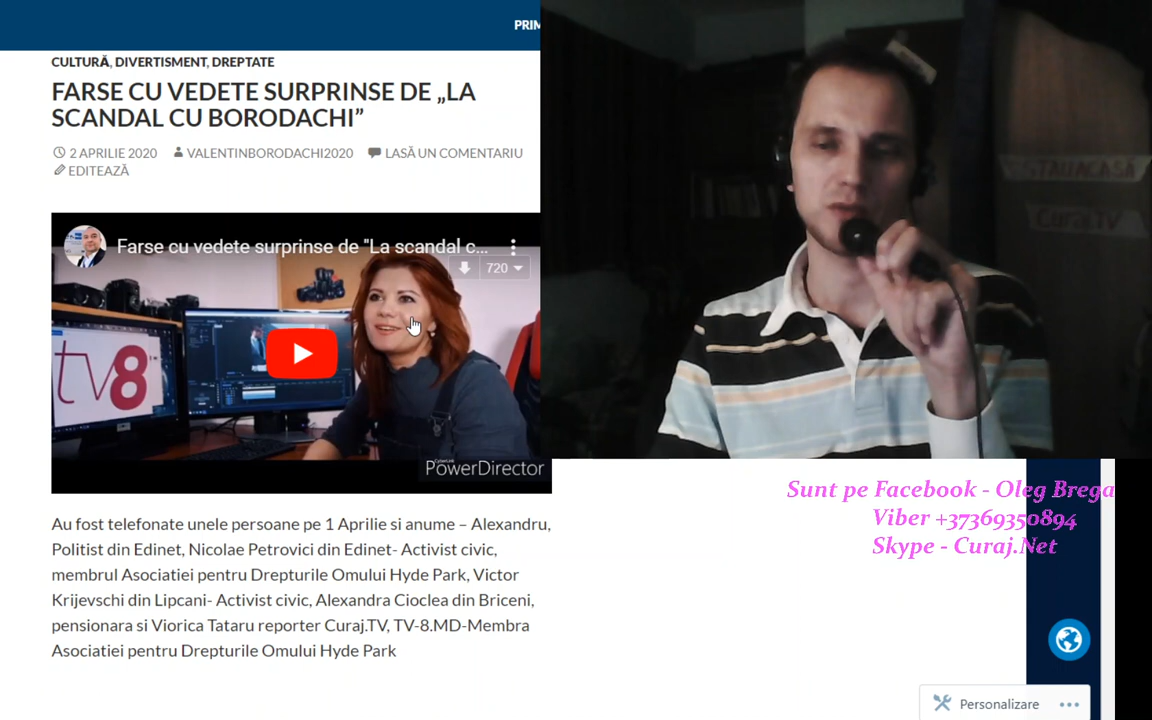 PRIM
CULTURĂ, DIVERTISMENT, DREPTATE
FARSE CU VEDETE SURPRINSE DE „LA
SCANDAL CU BORODACHI”
2 APRILIE 2020 VALENTINBORODACHI2020 LASĂ UN COMENTARIU
EDITEAZĂ
Farse cu vedete surprinse de "La scandal c...
720
tv8
PowerDirector
STAUACASA
Curaj.TV
Au fost telefonate unele persoane pe 1 Aprilie si anume – Alexandru,
Politist din Edinet, Nicolae Petrovici din Edinet- Activist civic,
membrul Asociatiei pentru Drepturile Omului Hyde Park, Victor
Krijevschi din Lipcani- Activist civic, Alexandra Cioclea din Briceni,
pensionara si Viorica Tataru reporter Curaj.TV, TV-8.MD-Membra
Asociatiei pentru Drepturile Omului Hyde Park
Sunt pe Facebook - Oleg Brega
Viber +37369350894
Skype - Curaj.Net
Personalizare